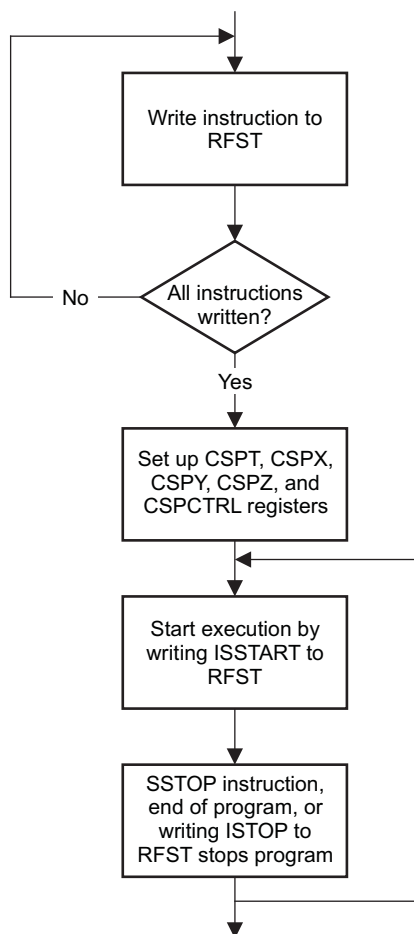 Write instruction to
RFST
All instructions
written?
No
Yes
Set up CSPT, CSPX,
CSPY, CSPZ, and
CSPCTRL registers
Start execution by
writing ISSTART to
RFST
SSTOP instruction,
end of program, or
writing ISTOP to
RFST stops program